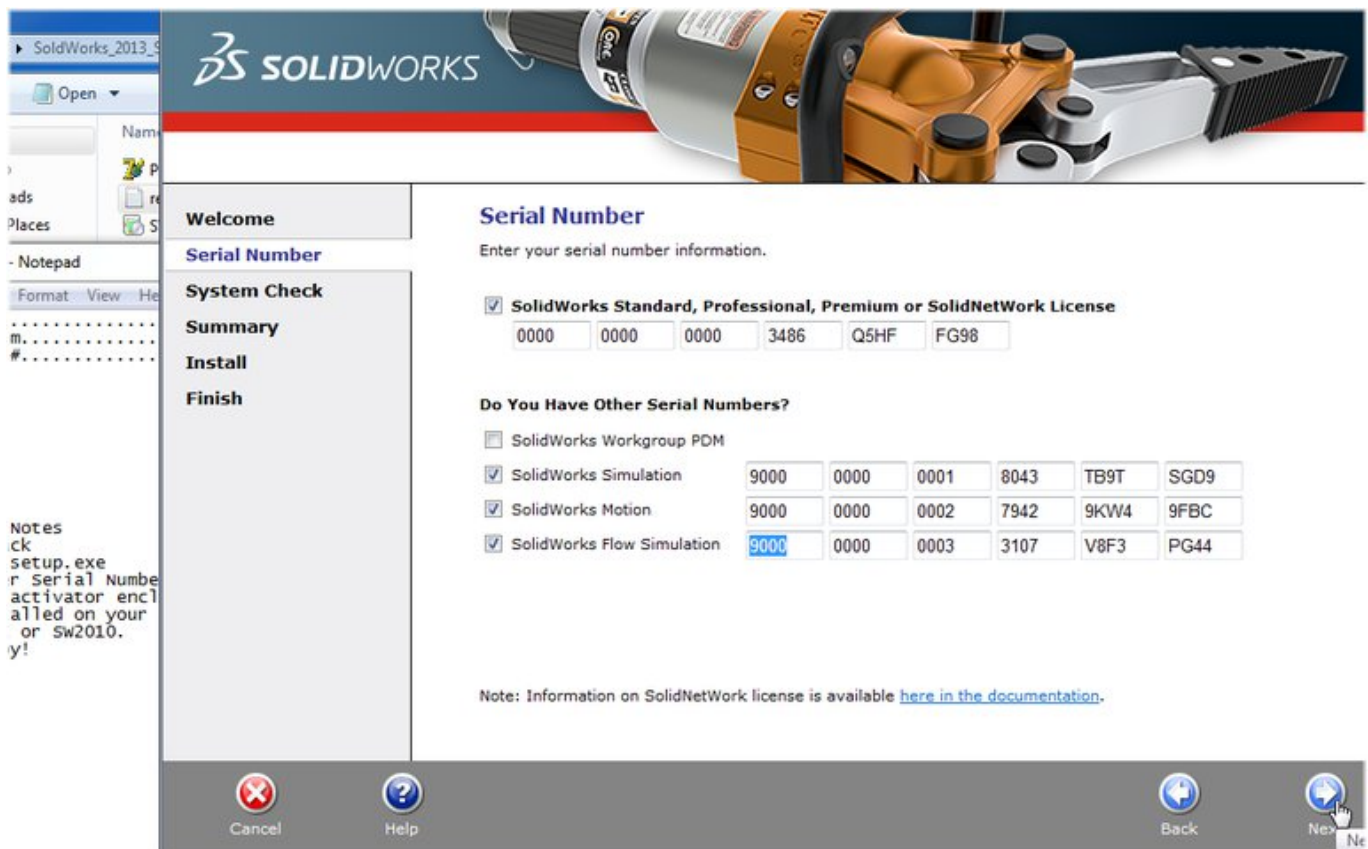 SoldWorks_2013_S
Open
Nam
ads
Places
- Notepad
Format View He
m.............
#.............
Notes
ck
setup.exe
r Serial Numbe
activator encl
alled on your
or SW2010.
y!
SOLIDWORKS
Welcome
Serial Number
System Check
Summary
Install
Finish
Serial Number
Enter your serial number information.
SolidWorks Standard, Professional, Premium or SolidNetWork License
0000 0000 0000 3486 Q5HF FG98
Do You Have Other Serial Numbers?
SolidWorks Workgroup PDM
SolidWorks Simulation 9000 0000 0001 8043 TB9T SGD9
SolidWorks Motion 9000 0000 0002 7942 9KW4 9FBC
SolidWorks Flow Simulation 9000 0000 0003 3107 V8F3 PG44
Note: Information on SolidNetWork license is available here in the documentation.
Cancel Help Back Nex
Ne